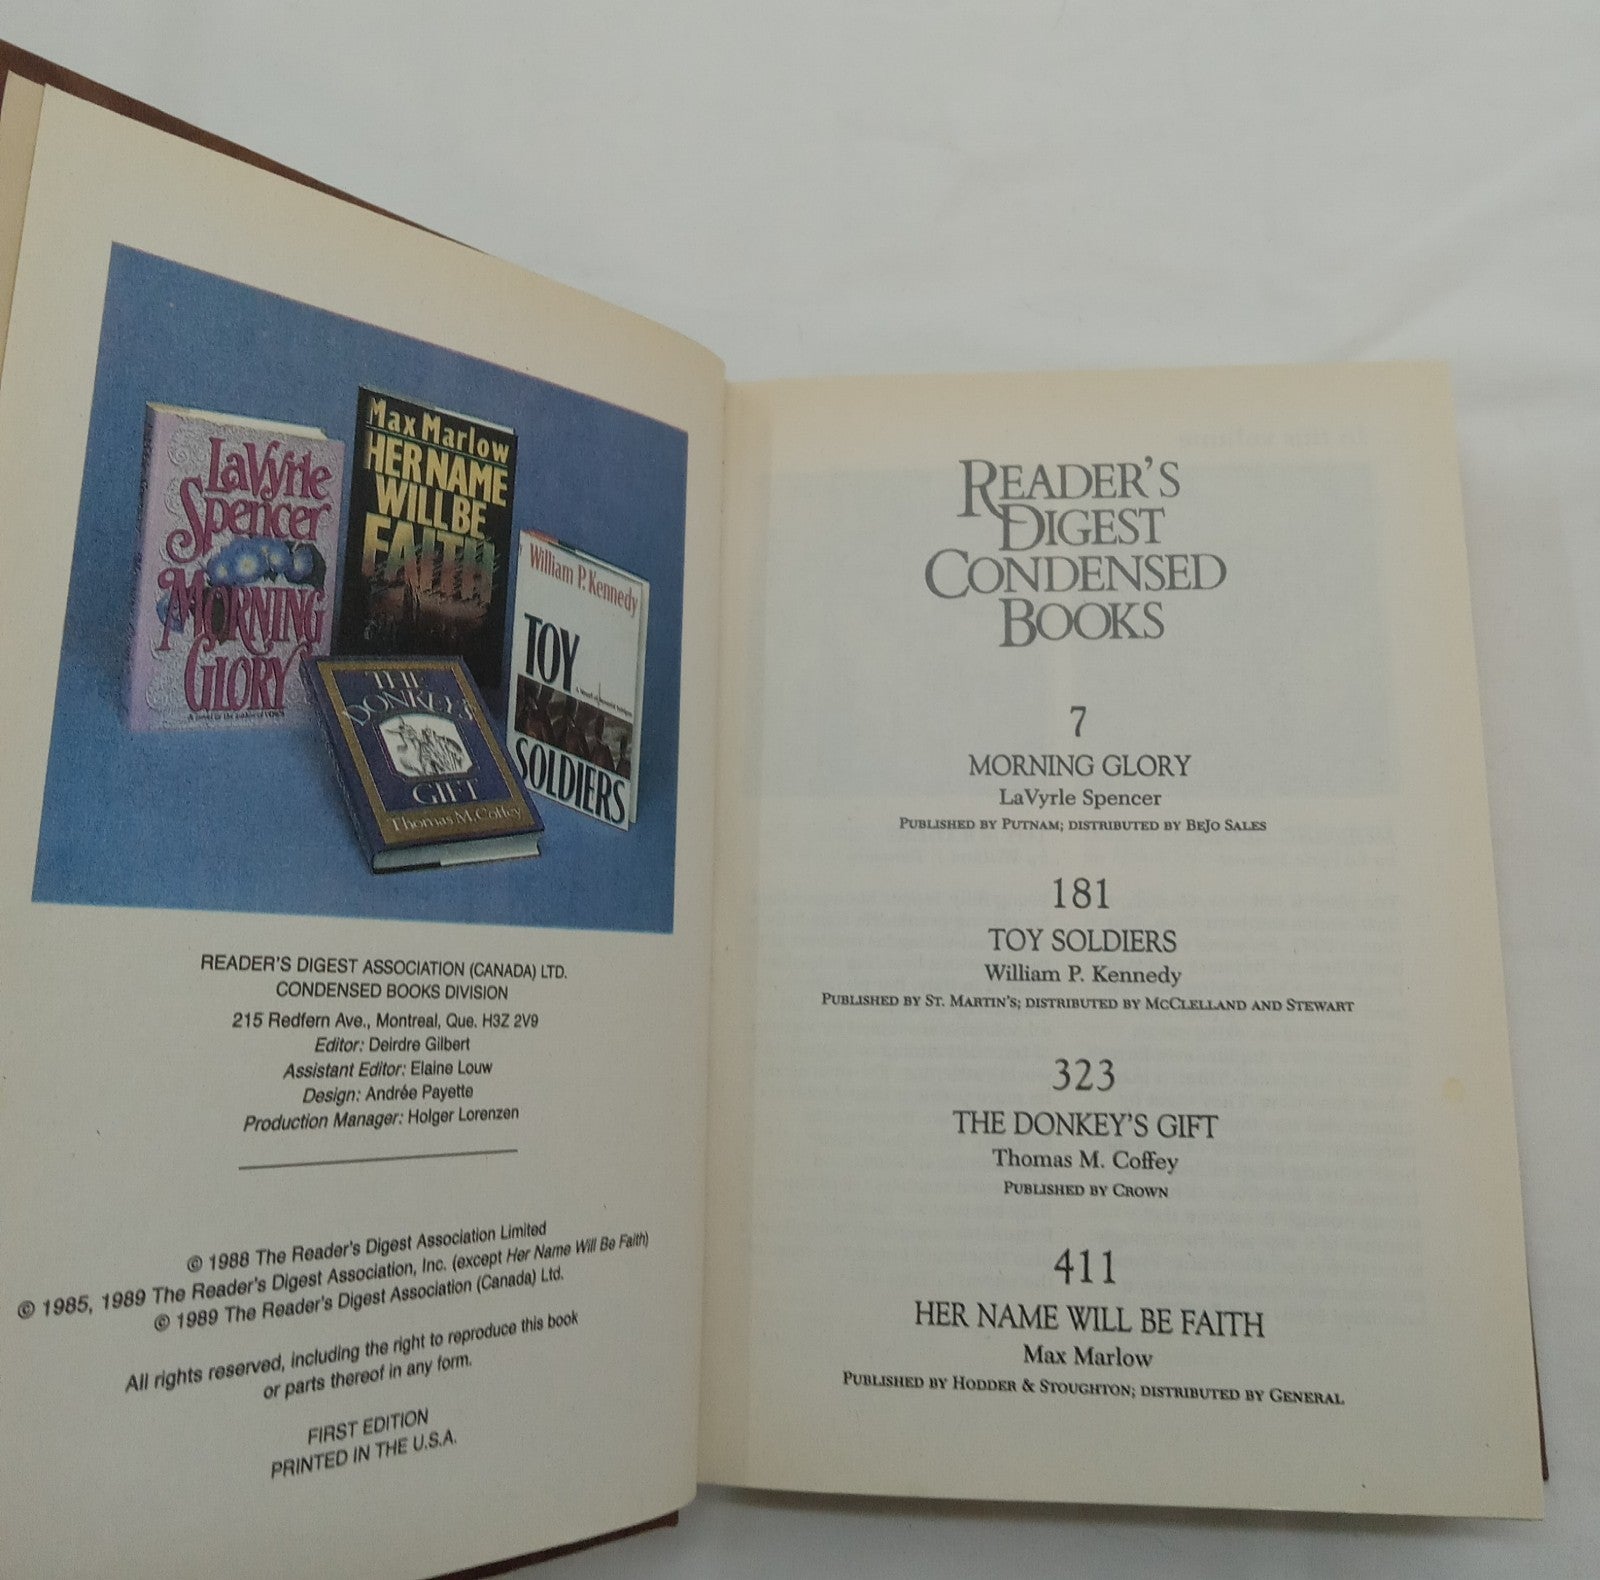 LaVyrle
Spencer
MORNING
GLORY
A novel by the author of VOWS
Max Marlow
HER NAME
WILL BE
FAITH
William P. Kennedy
TOY
SOLDIERS
THE
DONKEY'S
GIFT
Thomas M. Coffey
READER'S DIGEST ASSOCIATION (CANADA) LTD.
CONDENSED BOOKS DIVISION
215 Redfern Ave., Montreal, Que. H3Z 2V9
Editor: Deirdre Gilbert
Assistant Editor: Elaine Louw
Design: Andrée Payette
Production Manager: Holger Lorenzen
© 1988 The Reader's Digest Association Limited
© 1985, 1989 The Reader's Digest Association, Inc. (except Her Name Will Be Faith)
© 1989 The Reader's Digest Association (Canada) Ltd.
All rights reserved, including the right to reproduce this book
or parts thereof in any form.
FIRST EDITION
PRINTED IN THE U.S.A.
READER'S
DIGEST
CONDENSED
BOOKS
7
MORNING GLORY
LaVyrle Spencer
PUBLISHED BY PUTNAM; DISTRIBUTED BY BEJO SALES
181
TOY SOLDIERS
William P. Kennedy
PUBLISHED BY ST. MARTIN'S; DISTRIBUTED BY MCCLELLAND AND STEWART
323
THE DONKEY'S GIFT
Thomas M. Coffey
PUBLISHED BY CROWN
411
HER NAME WILL BE FAITH
Max Marlow
PUBLISHED BY HODDER & STOUGHTON; DISTRIBUTED BY GENERAL